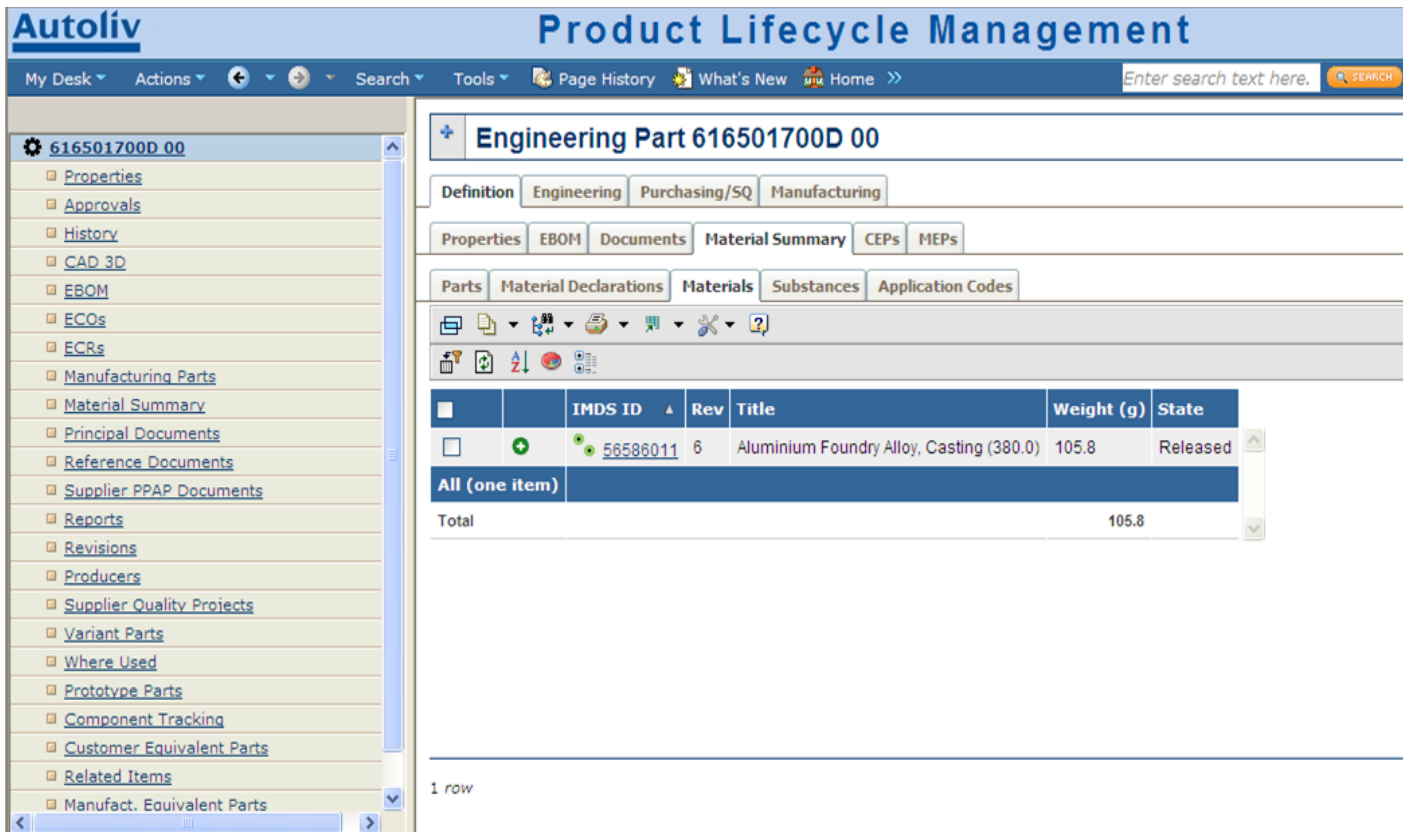 Autoliv
Product Lifecycle Management
My Desk Actions Search Tools Page History What's New Home » Enter search text here. SEARCH
616501700D 00
Properties
Approvals
History
CAD 3D
EBOM
ECOs
ECRs
Manufacturing Parts
Material Summary
Principal Documents
Reference Documents
Supplier PPAP Documents
Reports
Revisions
Producers
Supplier Quality Projects
Variant Parts
Where Used
Prototype Parts
Component Tracking
Customer Equivalent Parts
Related Items
Manufact. Equivalent Parts
Engineering Part 616501700D 00
Definition Engineering Purchasing/SQ Manufacturing
Properties EBOM Documents Material Summary CEPs MEPs
Parts Material Declarations Materials Substances Application Codes
IMDS ID Rev Title Weight (g) State
56586011 6 Aluminium Foundry Alloy, Casting (380.0) 105.8 Released
All (one item)
Total 105.8
1 row